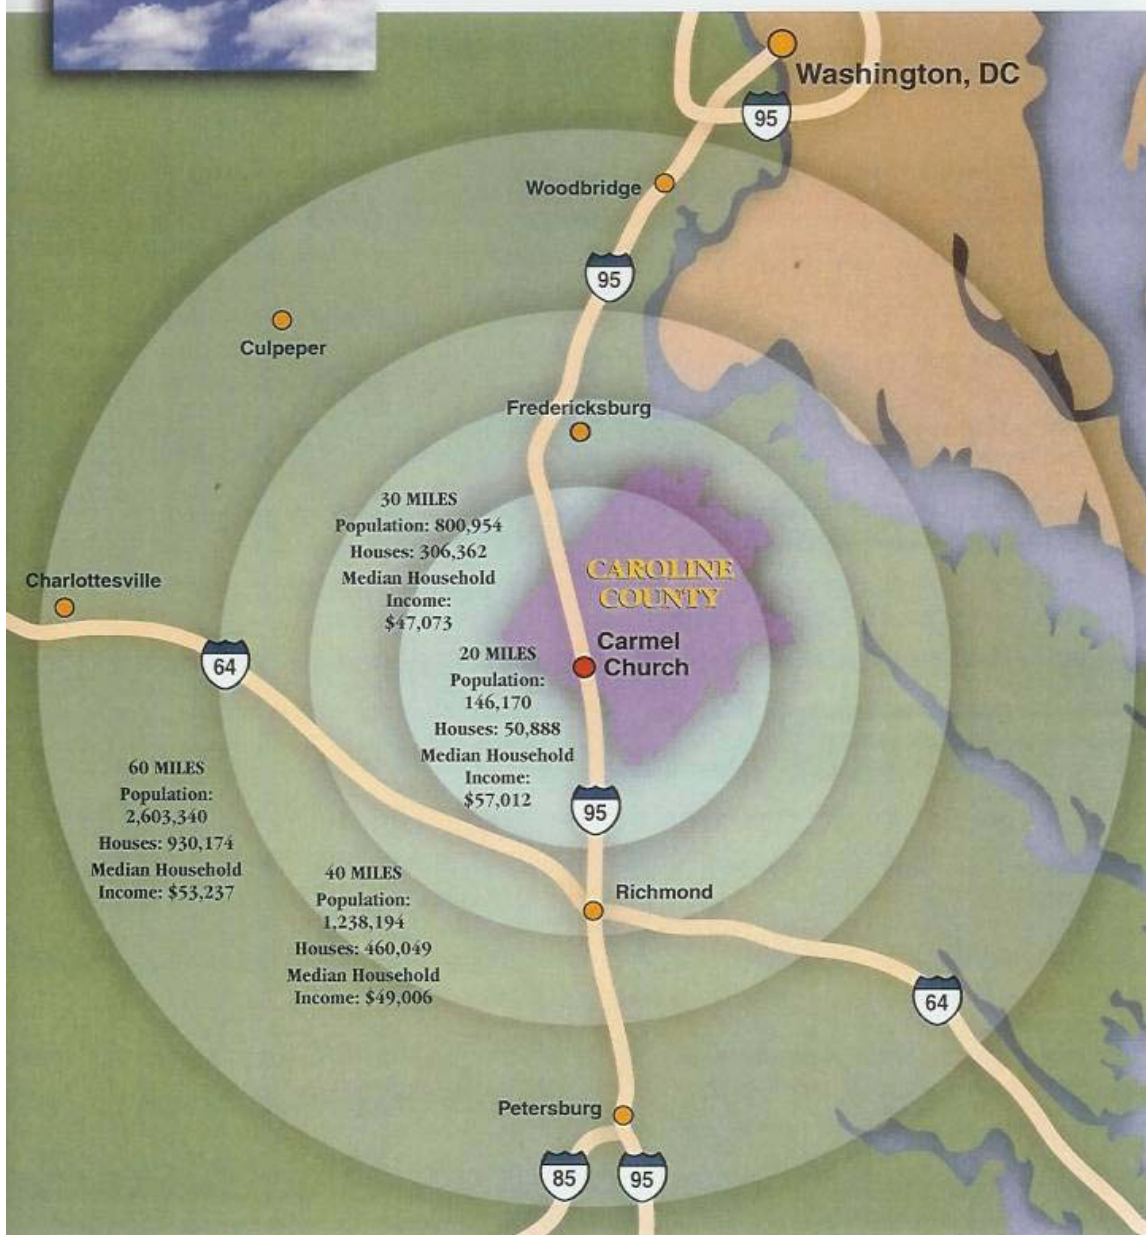 Washington, DC
95
Woodbridge
95
Culpeper
Fredericksburg
30 MILES
Population: 800,954
Houses: 306,362
Median Household
Income:
$47,073
CAROLINE
COUNTY
Charlottesville
Carmel
Church
64
20 MILES
Population:
146,170
Houses: 50,888
Median Household
Income:
$57,012
95
60 MILES
Population:
2,603,340
Houses: 930,174
Median Household
Income: $53,237
40 MILES
Population:
1,238,194
Houses: 460,049
Median Household
Income: $49,006
Richmond
64
Petersburg
85
95